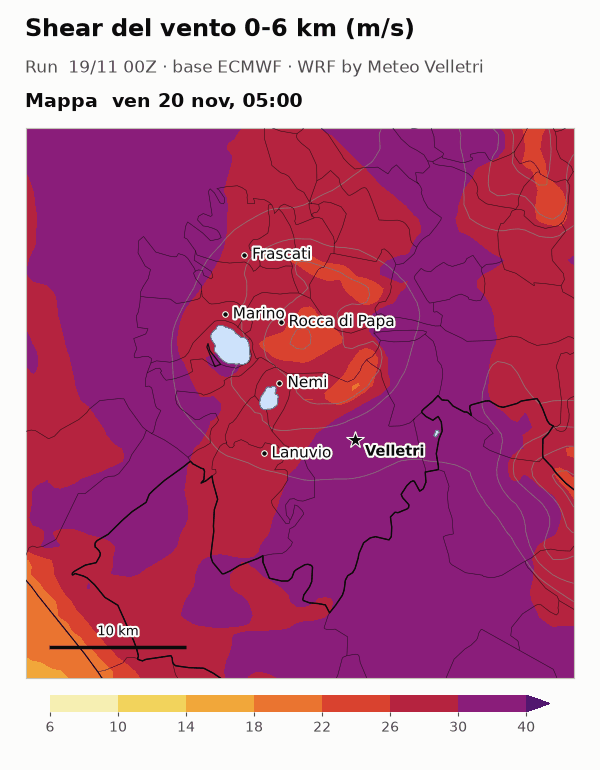 Shear del vento 0-6 km (m/s)
Run  19/11 00Z · base ECMWF · WRF by Meteo Velletri
Mappa  ven 20 nov, 05:00
Frascati
Marino
Rocca di Papa
Nemi
Velletri
Lanuvio
10 km
6 10 14 18 22 26 30 40